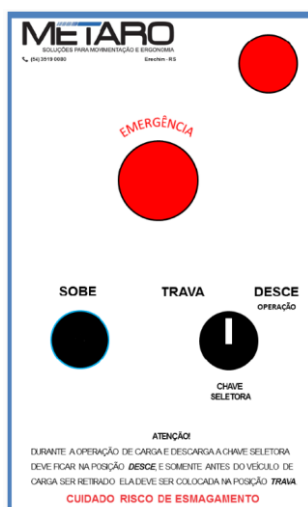 METARO
SOLUÇÕES PARA MOVIMENTAÇÃO E ERGONOMIA
(54) 3519 0080 Erechim - RS
EMERGÊNCIA
SOBE TRAVA DESCE
OPERAÇÃO
CHAVE
SELETORA
ATENÇÃO!
DURANTE A OPERAÇÃO DE CARGA E DESCARGA A CHAVE SELETORA
DEVE FICAR NA POSIÇÃO DESCE, E SOMENTE ANTES DO VEÍCULO DE
CARGA SER RETIRADO ELA DEVE SER COLOCADA NA POSIÇÃO TRAVA
CUIDADO RISCO DE ESMAGAMENTO